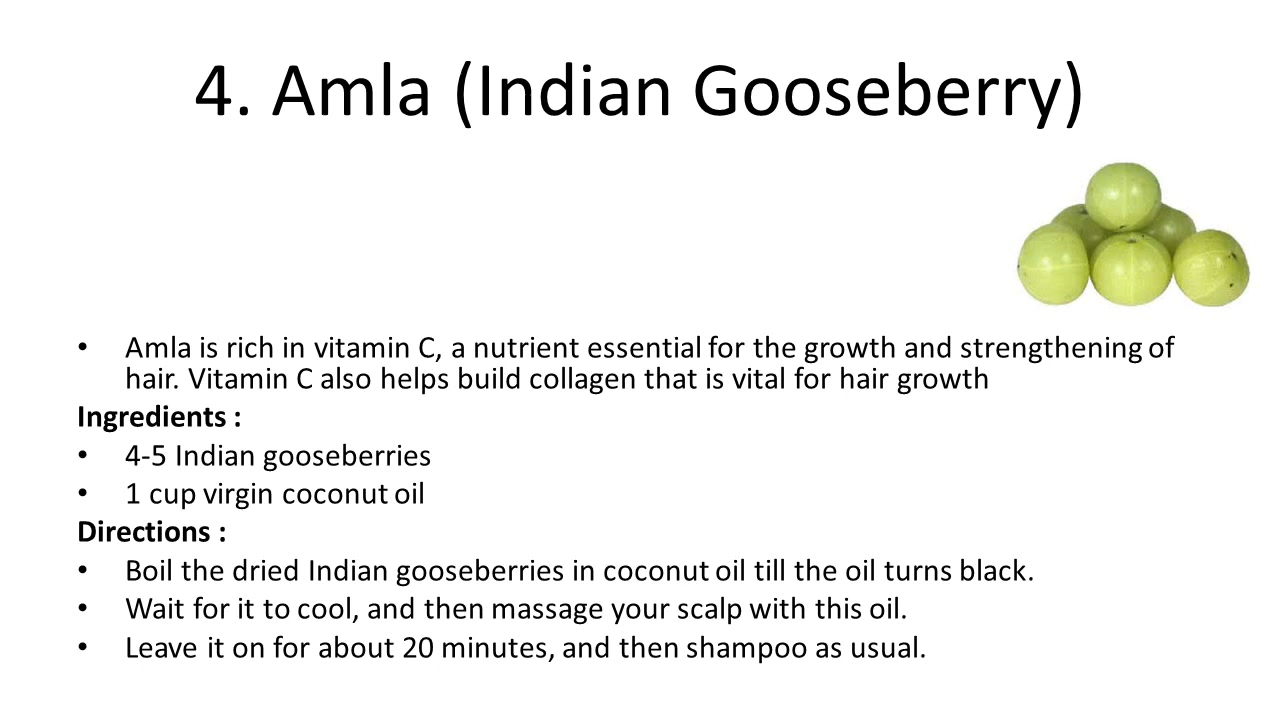 4. Amla (Indian Gooseberry)
• Amla is rich in vitamin C, a nutrient essential for the growth and strengthening of
hair. Vitamin C also helps build collagen that is vital for hair growth
Ingredients :
• 4-5 Indian gooseberries
• 1 cup virgin coconut oil
Directions :
• Boil the dried Indian gooseberries in coconut oil till the oil turns black.
• Wait for it to cool, and then massage your scalp with this oil.
• Leave it on for about 20 minutes, and then shampoo as usual.